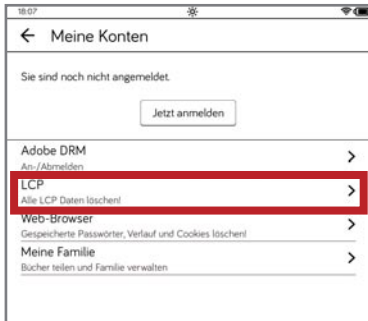 18:07
Meine Konten
Sie sind noch nicht angemeldet.
Jetzt anmelden
Adobe DRM
An-/Abmelden
LCP
Alle LCP Daten löschen!
Web-Browser
Gespeicherte Passwörter, Verlauf und Cookies löschen!
Meine Familie
Bücher teilen und Familie verwalten